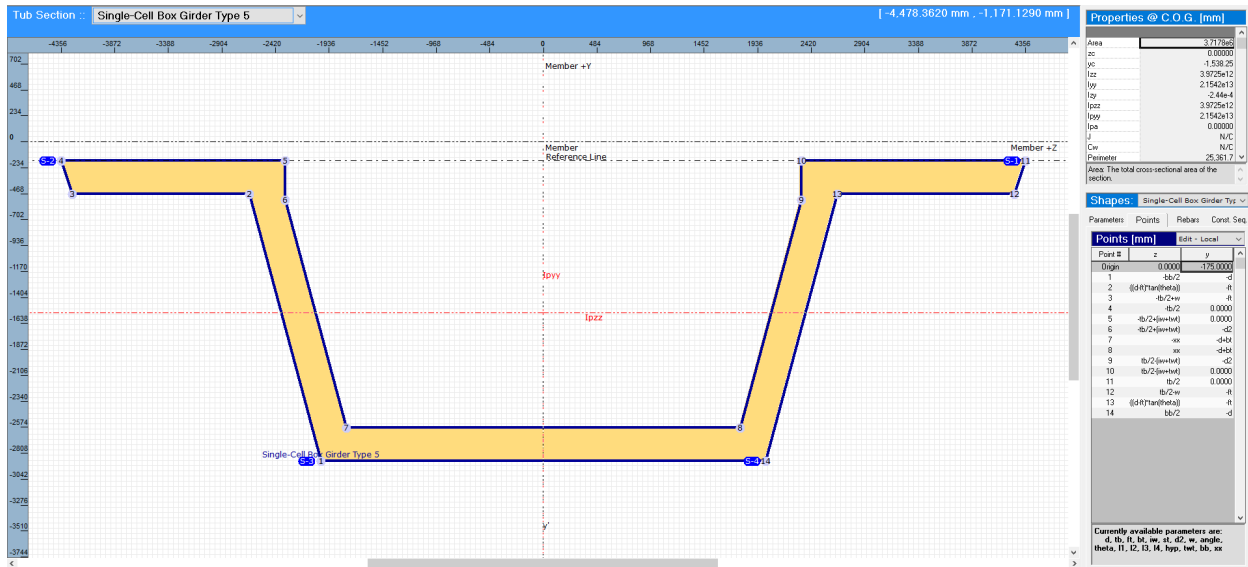 Tub Section :: Single-Cell Box Girder Type 5 [ -4,478.3620 mm , -1,171.1290 mm ]
-4356 -3872 -3388 -2904 -2420 -1936 -1452 -968 -484 0 484 968 1452 1936 2420 2904 3388 3872 4356
702
468
234
0
-234
-468
-702
-936
-1170
-1404
-1638
-1872
-2106
-2340
-2574
-2808
-3042
-3276
-3510
-3744
Member +Y
Member
Reference Line
Member +Z
S-2 4 5 10 S-1 11
3 2 6 9 13 12
Ipyy
Ipzz
7 8
Single-Cell Box Girder Type 5
S-3 1 S-4 14
y'
Properties @ C.O.G. [mm]
Area 3.7178e6
zc 0.00000
yc -1,538.25
Izz 3.9725e12
Iyy 2.1542e13
Izy -2.44e-4
Ipzz 3.9725e12
Ipyy 2.1542e13
Ipa 0.00000
J N/C
Cw N/C
Perimeter 25,361.7
Area: The total cross-sectional area of the
section.
Shapes: Single-Cell Box Girder Typ
Parameters Points Rebars Const. Seq.
Points [mm] Edit - Local
Point # z y
Origin 0.0000 -175.0000
1 -bb/2 -d
2 ((d-ft)*tan(theta)) -ft
3 -tb/2+w -ft
4 -tb/2 0.0000
5 -tb/2+(iw+twt) 0.0000
6 -tb/2+(iw+twt) -d2
7 -xx -d+bt
8 xx -d+bt
9 tb/2-(iw+twt) -d2
10 tb/2-(iw+twt) 0.0000
11 tb/2 0.0000
12 tb/2-w -ft
13 ((d-ft)*tan(theta)) -ft
14 bb/2 -d
Currently available parameters are:
d, tb, ft, bt, iw, st, d2, w, angle,
theta, l1, l2, l3, l4, hyp, twt, bb, xx